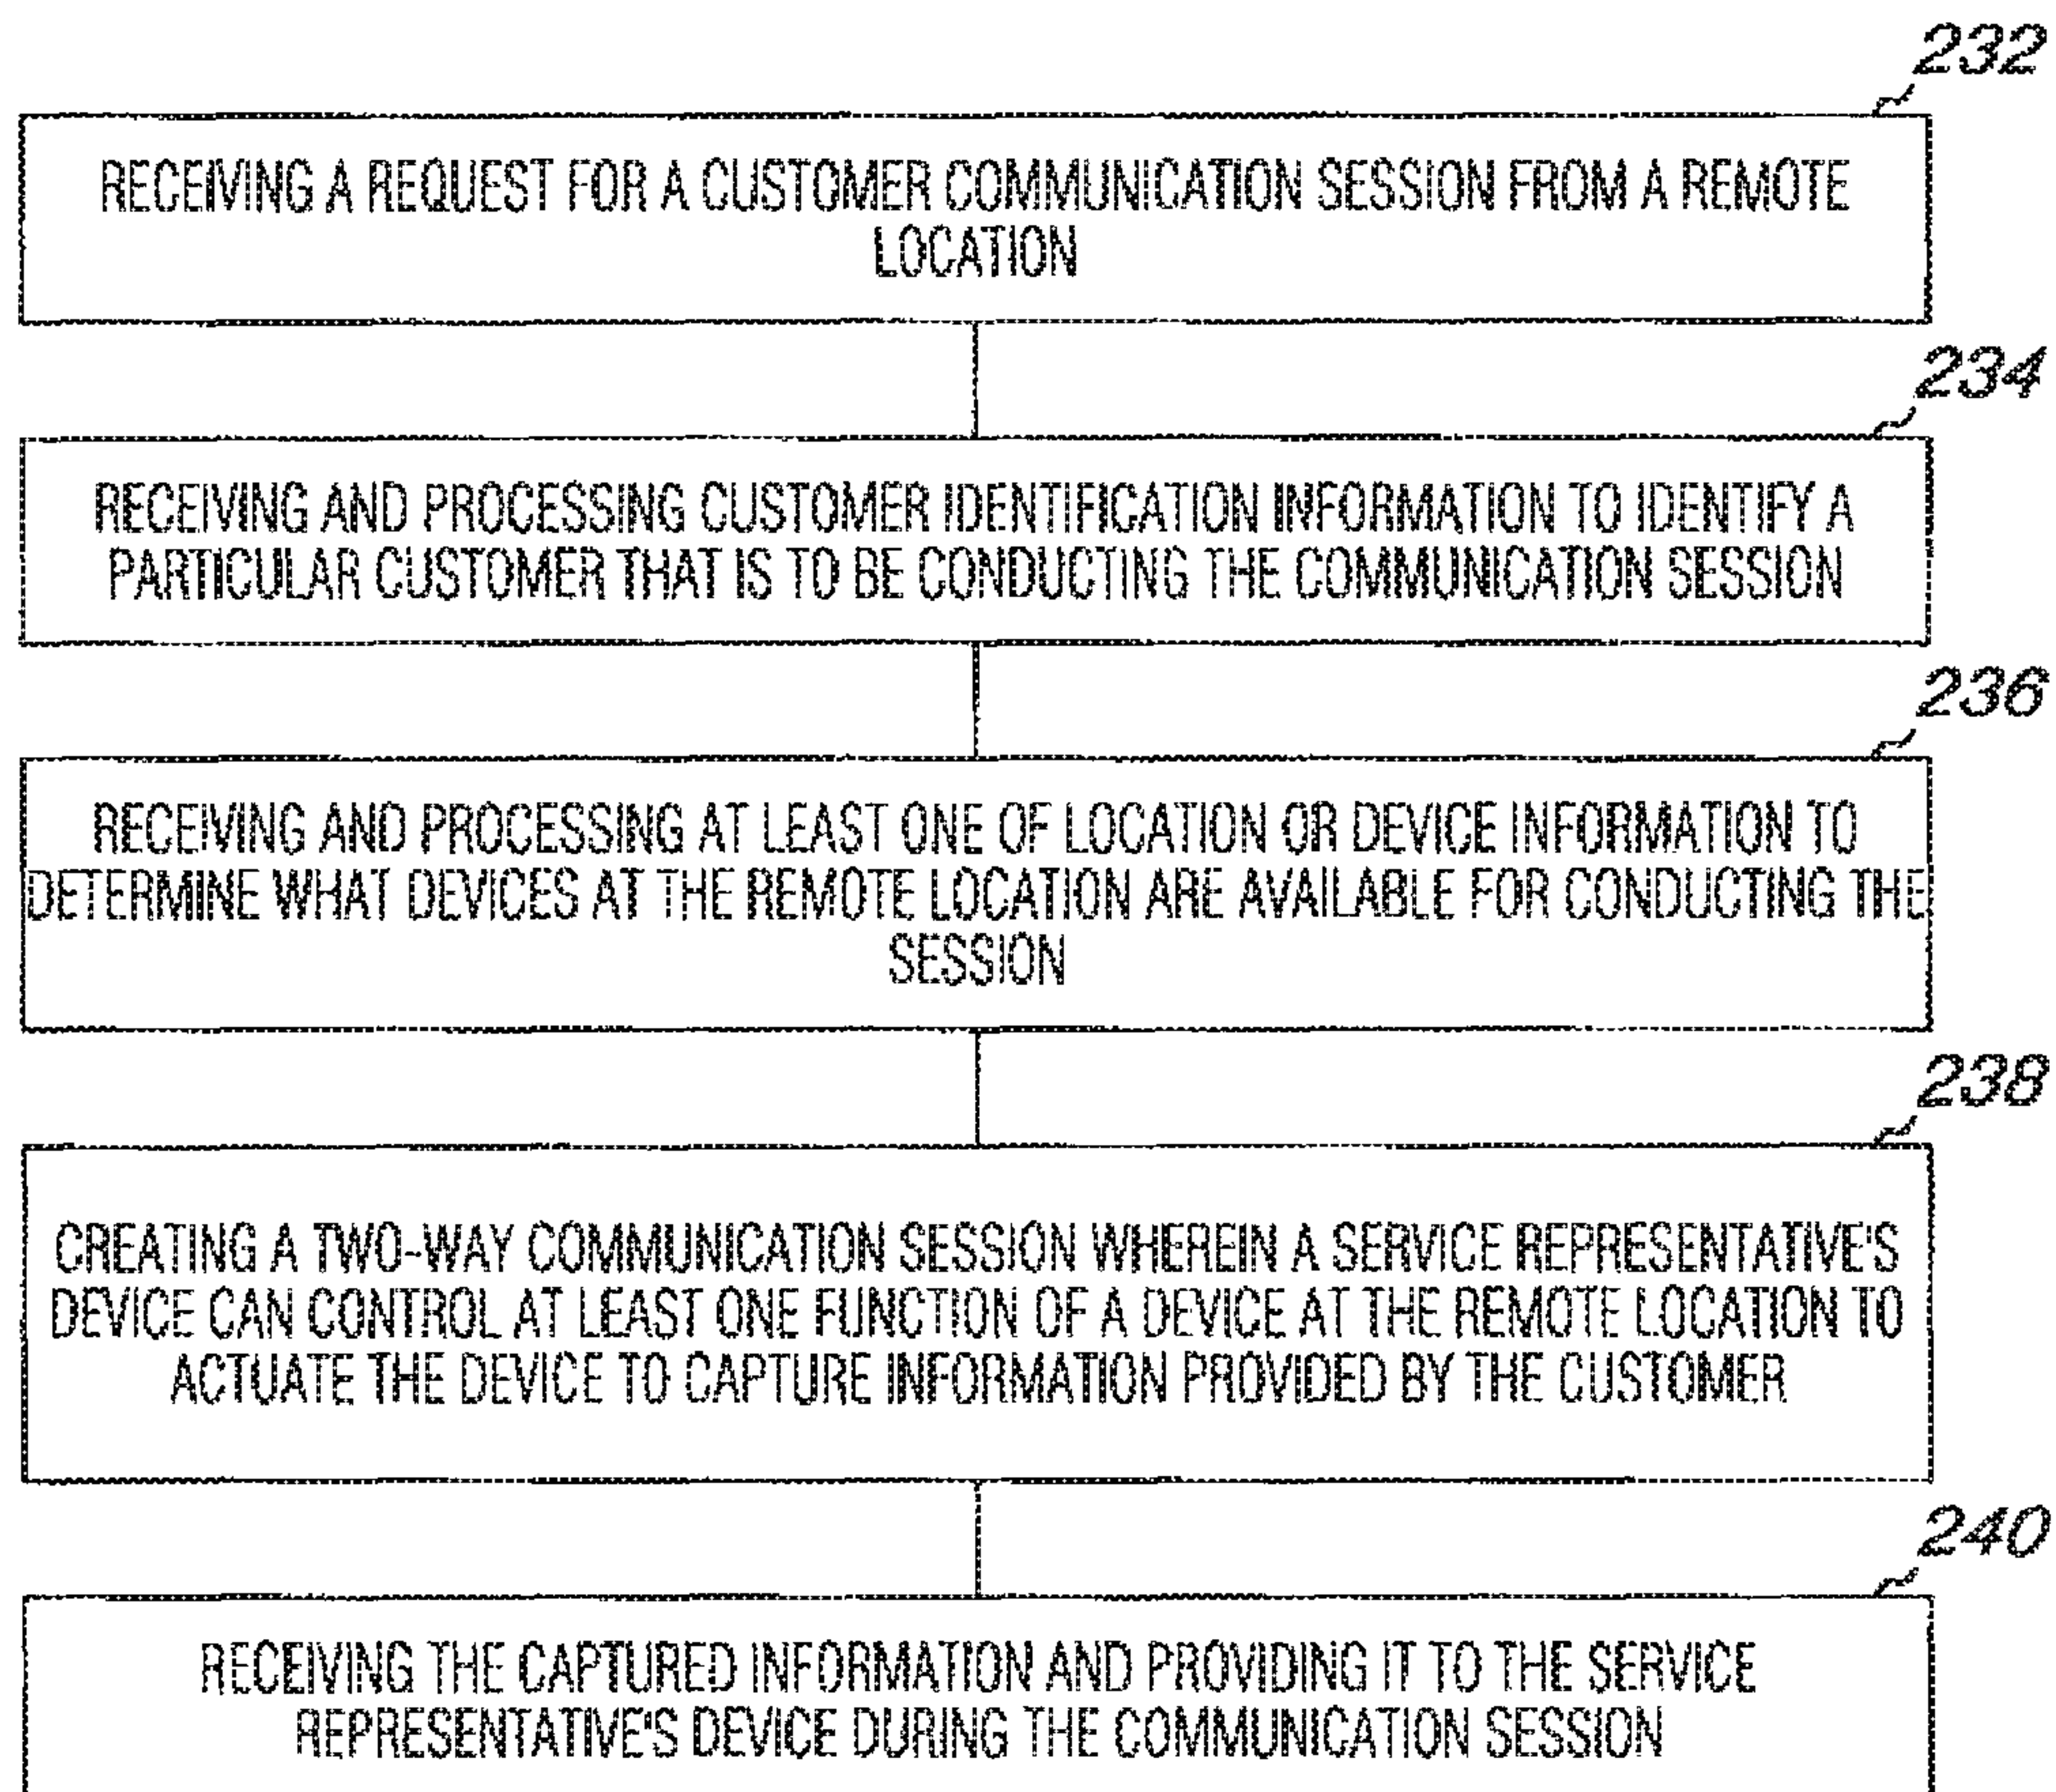 232
RECEIVING A REQUEST FOR A CUSTOMER COMMUNICATION SESSION FROM A REMOTE
LOCATION
234
RECEIVING AND PROCESSING CUSTOMER IDENTIFICATION INFORMATION TO IDENTIFY A
PARTICULAR CUSTOMER THAT IS TO BE CONDUCTING THE COMMUNICATION SESSION
236
RECEIVING AND PROCESSING AT LEAST ONE OF LOCATION OR DEVICE INFORMATION TO
DETERMINE WHAT DEVICES AT THE REMOTE LOCATION ARE AVAILABLE FOR CONDUCTING THE
SESSION
238
CREATING A TWO-WAY COMMUNICATION SESSION WHEREIN A SERVICE REPRESENTATIVE'S
DEVICE CAN CONTROL AT LEAST ONE FUNCTION OF A DEVICE AT THE REMOTE LOCATION TO
ACTUATE THE DEVICE TO CAPTURE INFORMATION PROVIDED BY THE CUSTOMER
240
RECEIVING THE CAPTURED INFORMATION AND PROVIDING IT TO THE SERVICE
REPRESENTATIVE'S DEVICE DURING THE COMMUNICATION SESSION